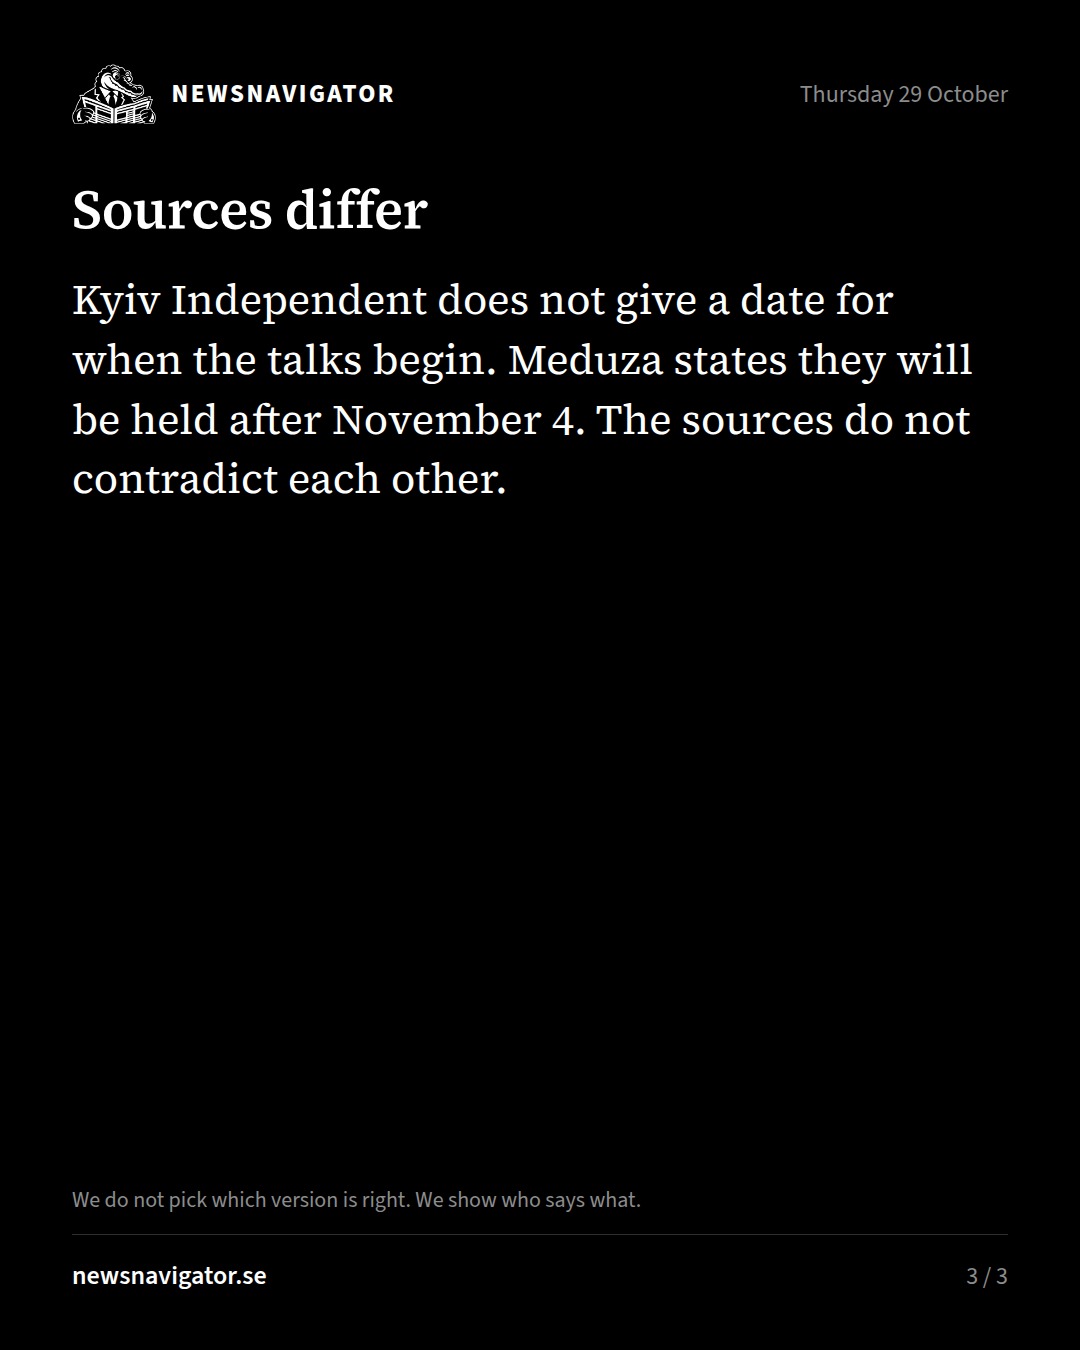 NEWSNAVIGATOR
Thursday 29 October
Sources differ
Kyiv Independent does not give a date for
when the talks begin. Meduza states they will
be held after November 4. The sources do not
contradict each other.
We do not pick which version is right. We show who says what.
newsnavigator.se
3 / 3